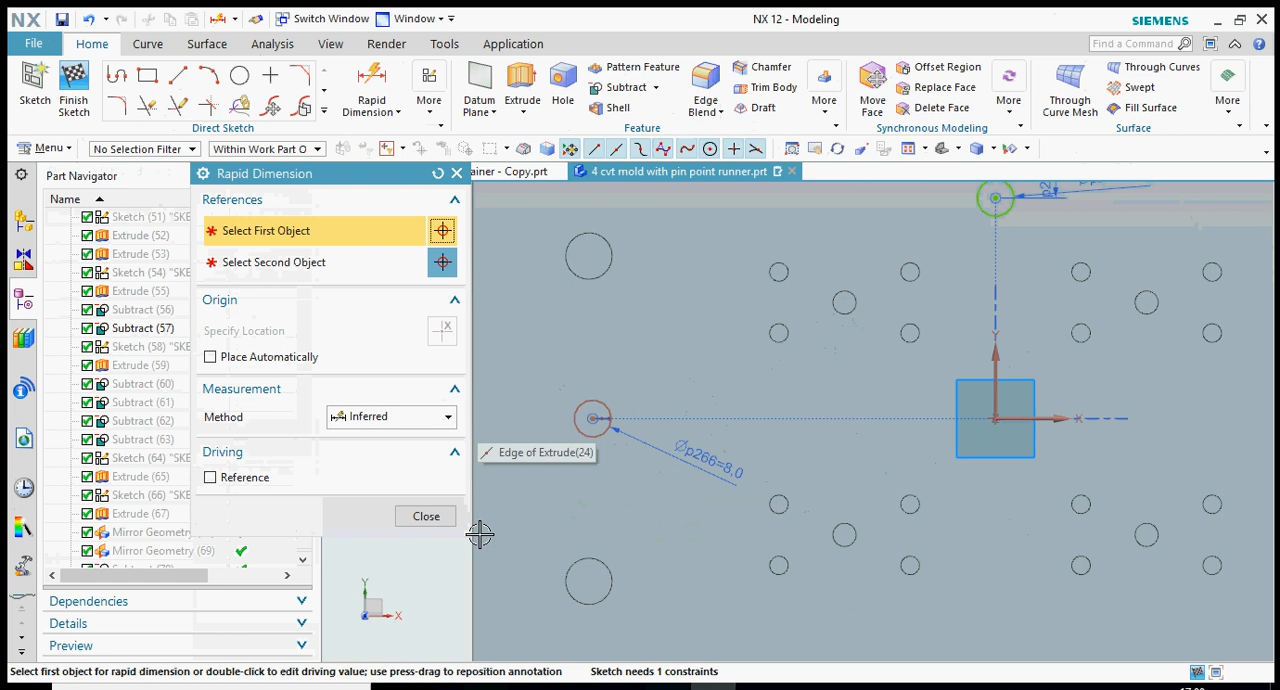 NX
Switch Window
Window
NX 12 - Modeling
SIEMENS
File
Home
Curve
Surface
Analysis
View
Render
Tools
Application
Find a Command
Sketch
Finish Sketch
Rapid Dimension
More
Direct Sketch
Datum Plane
Extrude
Hole
Pattern Feature
Subtract
Shell
Edge Blend
Chamfer
Trim Body
Draft
More
Feature
Move Face
Offset Region
Replace Face
Delete Face
More
Synchronous Modeling
Through Curve Mesh
Through Curves
Swept
Fill Surface
More
Surface
Menu
No Selection Filter
Within Work Part O
Part Navigator
Name
Sketch (51) "SKE
Extrude (52)
Extrude (53)
Sketch (54) "SKE
Extrude (55)
Subtract (56)
Subtract (57)
Sketch (58) "SKE
Extrude (59)
Subtract (60)
Subtract (61)
Subtract (62)
Subtract (63)
Sketch (64) "SKE
Extrude (65)
Sketch (66) "SKE
Extrude (67)
Mirror Geometry
Mirror Geometry (69)
Dependencies
Details
Preview
Rapid Dimension
References
* Select First Object
* Select Second Object
Origin
Specify Location
Place Automatically
Measurement
Method
Inferred
Driving
Reference
Close
ainer - Copy.prt
4 cvt mold with pin point runner.prt
Edge of Extrude(24)
Øp266=8,0
Y
X
Y
X
Select first object for rapid dimension or double-click to edit driving value; use press-drag to reposition annotation
Sketch needs 1 constraints